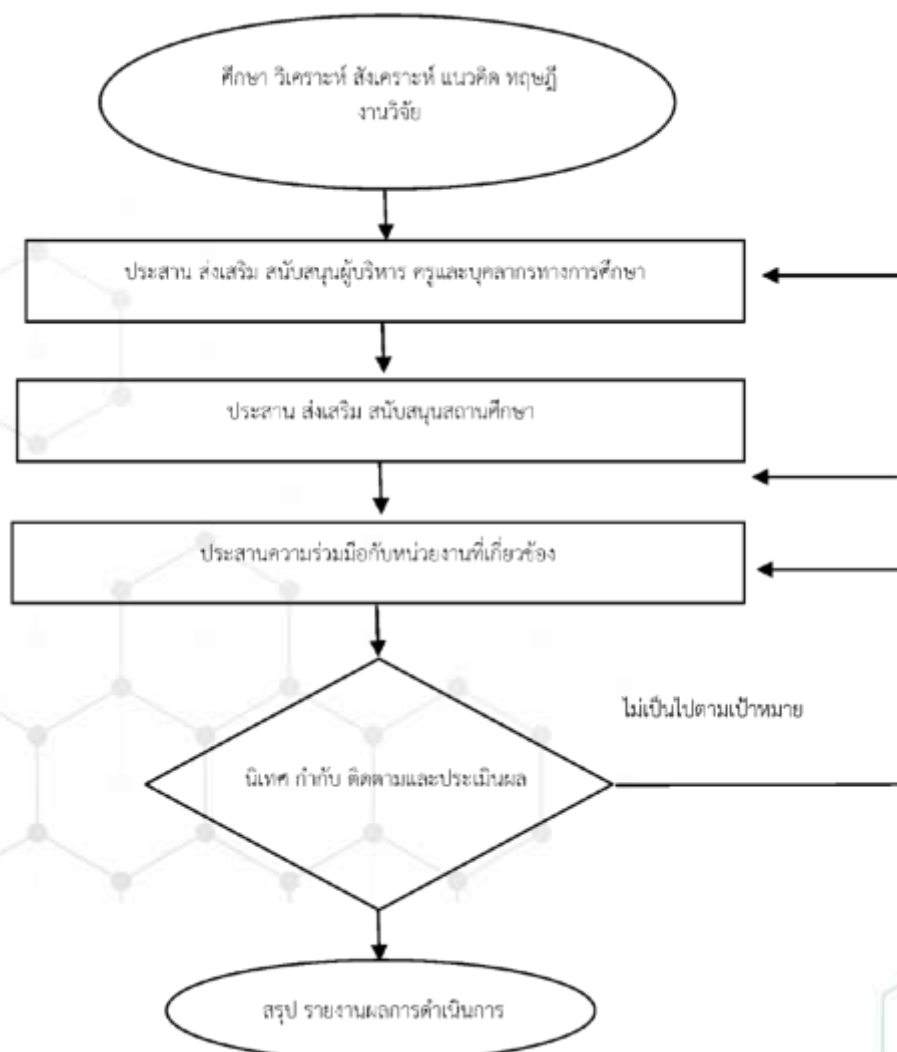 ศึกษา วิเคราะห์ สังเคราะห์ แนวคิด ทฤษฎี
งานวิจัย
ประสาน ส่งเสริม สนับสนุนผู้บริหาร ครูและบุคลากรทางการศึกษา
ประสาน ส่งเสริม สนับสนุนสถานศึกษา
ประสานความร่วมมือกับหน่วยงานที่เกี่ยวข้อง
ไม่เป็นไปตามเป้าหมาย
นิเทศ กำกับ ติดตามและประเมินผล
สรุป รายงานผลการดำเนินการ